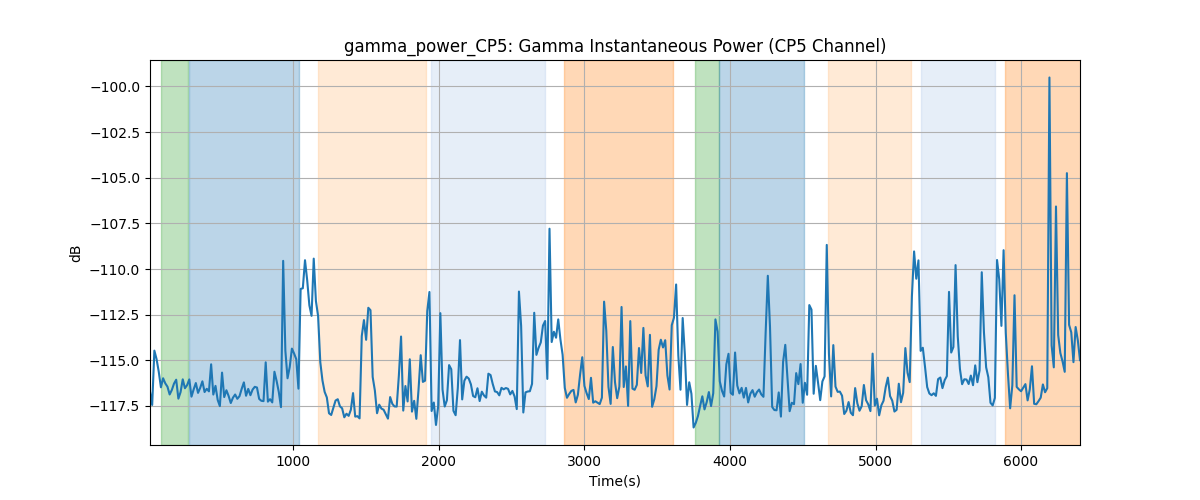 gamma_power_CP5: Gamma Instantaneous Power (CP5 Channel)
dB
−100.0
−102.5
−105.0
−107.5
−110.0
−112.5
−115.0
−117.5
1000 2000 3000 4000 5000 6000
Time(s)